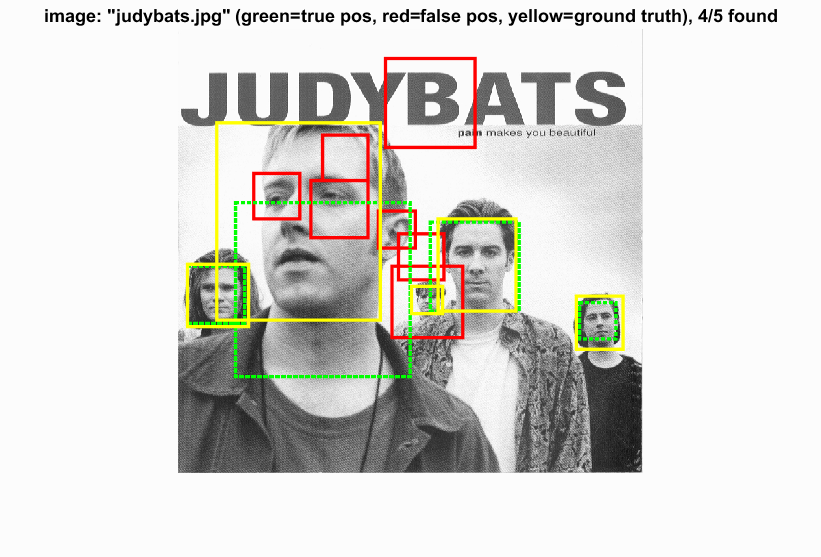 image: "judybats.jpg" (green=true pos, red=false pos, yellow=ground truth), 4/5 found
JUDYBATS
pain makes you beautiful